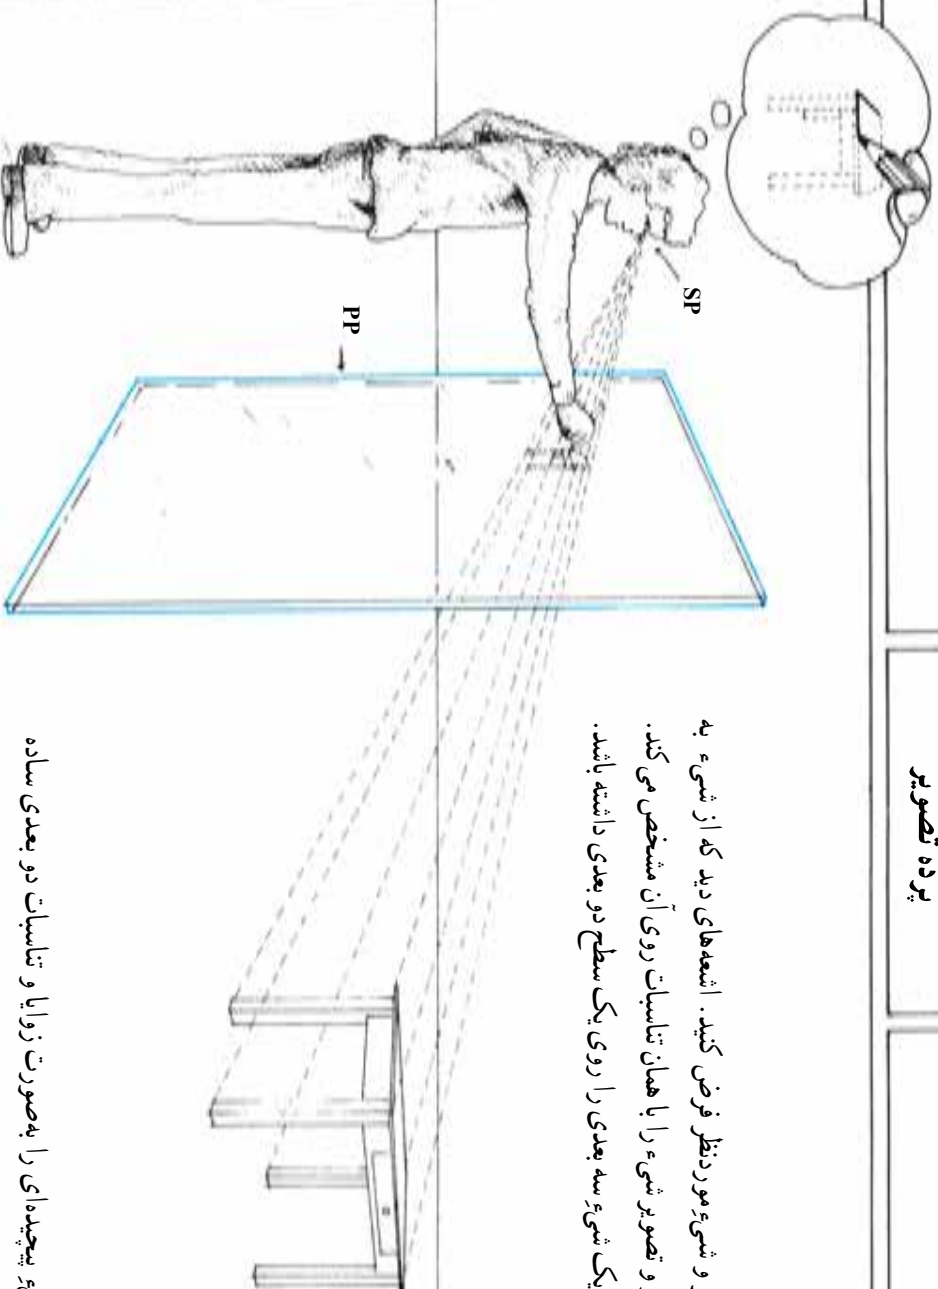 پرده تصویر
و شیءِ موردنظر فرض کنید. اشعه‌های دید که از شیء به
و تصویر شیء را با همان تناسبات روی آن مشخص می‌کند.
یک شیءِ سه بعدی را روی یک سطح دو بعدی داشته باشد.
SP
PP
پیچیده‌ای را به‌صورت زوایا و تناسبات دو بعدی ساده